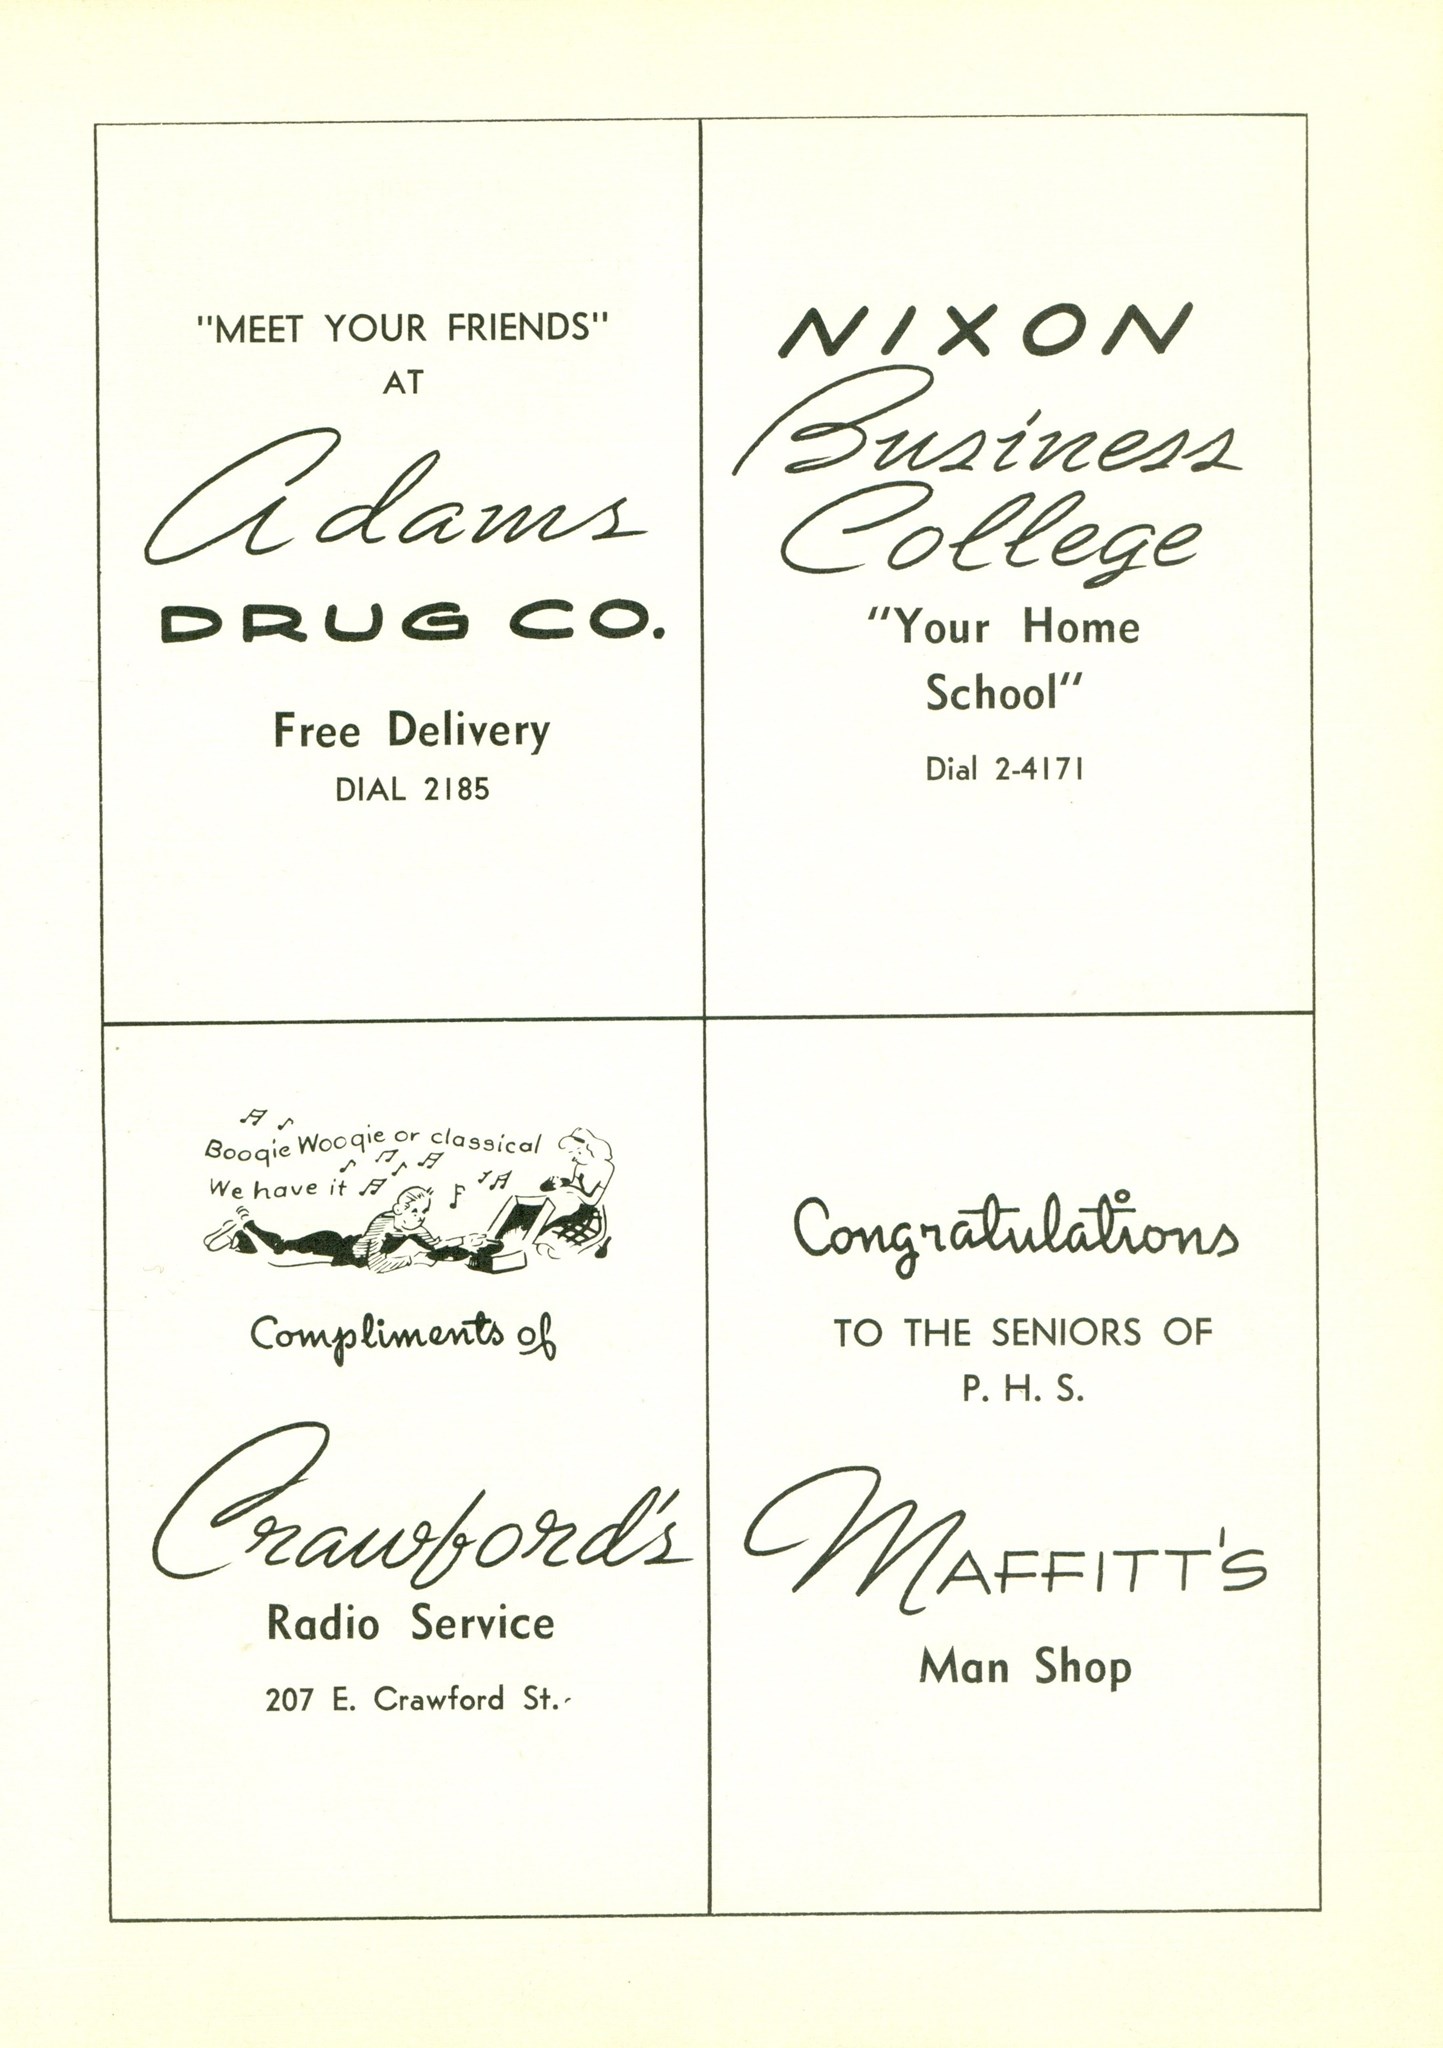 "MEET YOUR FRIENDS"
AT
Adams
DRUG CO.
Free Delivery
DIAL 2185
NIXON
Business
College
"Your Home
School"
Dial 2-4171
Boogie Woogie or classical
We have it
Compliments of
Crawford's
Radio Service
207 E. Crawford St.
Congratulations
TO THE SENIORS OF
P. H. S.
MAFFITT'S
Man Shop